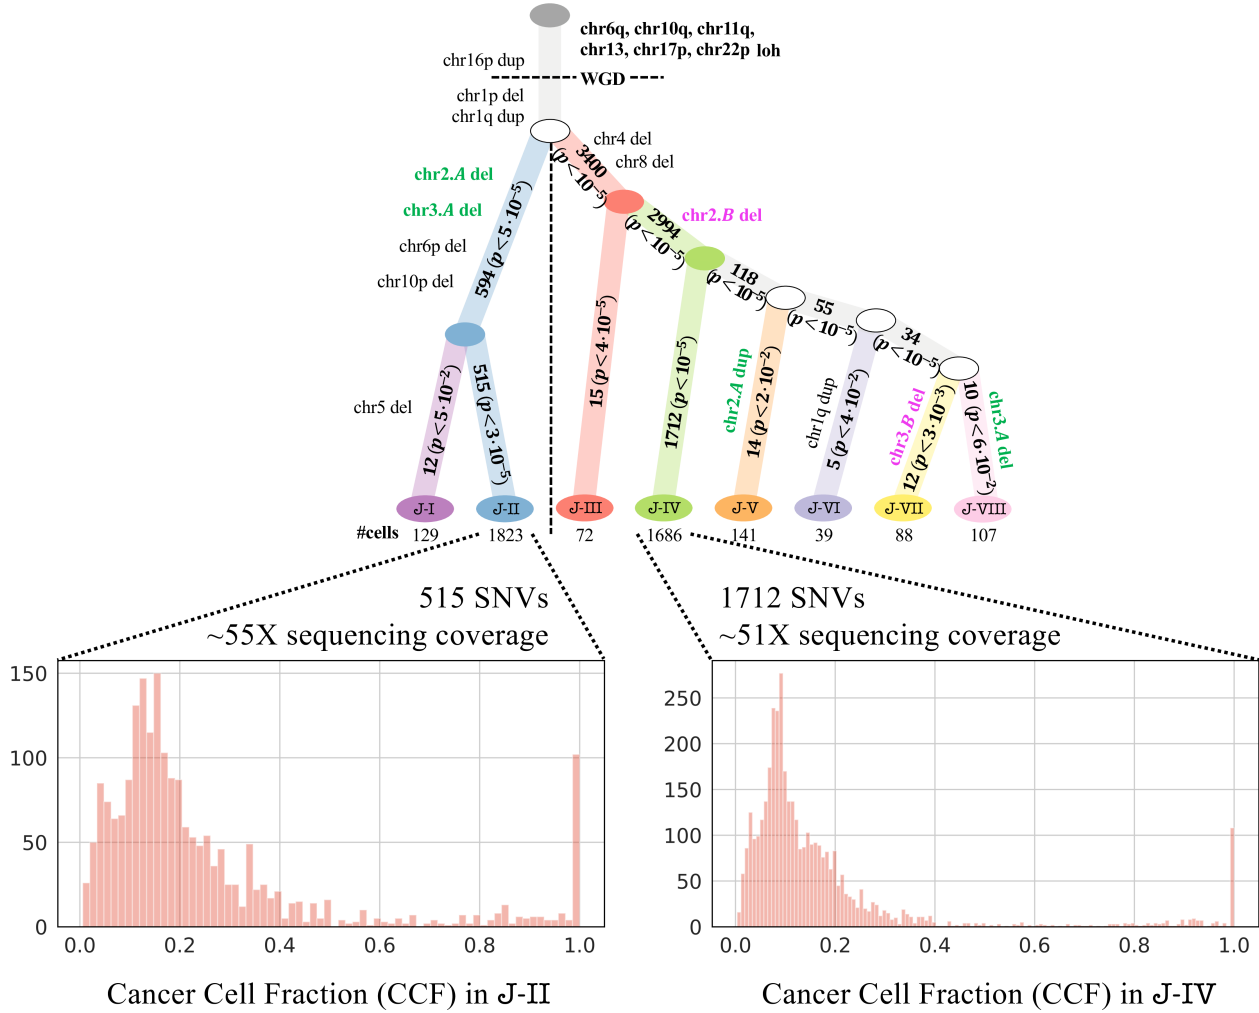 chr6q, chr10q, chr11q,
chr13, chr17p, chr22p loh
chr16p dup
WGD
chr1p del
chr1q dup
chr4 del
chr8 del
3400
(p<10⁻⁵)
chr2.A del
chr3.A del
chr6p del
chr10p del
594 (p<5·10⁻⁵)
2994
(p<10⁻⁵)
chr2.B del
118
(p<10⁻⁵)
55
(p<10⁻⁵)
34
(p<10⁻⁵)
chr5 del
12 (p<5·10⁻²)
515 (p<3·10⁻⁵)
15 (p<4·10⁻⁵)
1712 (p<10⁻⁵)
chr2.A dup
14 (p<2·10⁻²)
chr1q dup
5 (p<4·10⁻²)
chr3.B del
12 (p<3·10⁻³)
10 (p<6·10⁻²)
chr3.A del
J-I J-II J-III J-IV J-V J-VI J-VII J-VIII
#cells 129 1823 72 1686 141 39 88 107
515 SNVs
~55X sequencing coverage
1712 SNVs
~51X sequencing coverage
150
100
50
0
0.0 0.2 0.4 0.6 0.8 1.0
Cancer Cell Fraction (CCF) in J-II
250
200
150
100
50
0
0.0 0.2 0.4 0.6 0.8 1.0
Cancer Cell Fraction (CCF) in J-IV